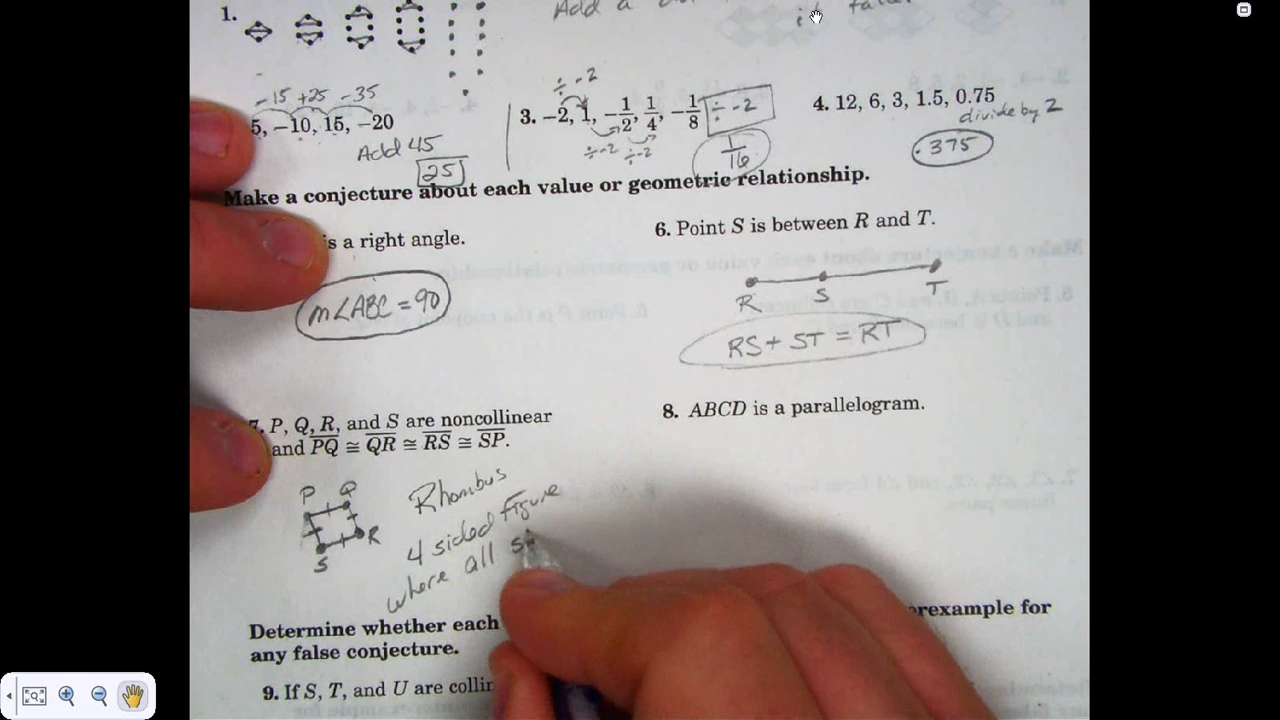 1.
Add a
it
-15 +25 -35
5, −10, 15, −20
Add 45
25
÷ -2
3. −2, 1, −1/2, 1/4, −1/8
÷ -2
÷ -2 ÷ -2
1/16
4. 12, 6, 3, 1.5, 0.75
divide by 2
.375
Make a conjecture about each value or geometric relationship.
is a right angle.
m∠ABC = 90
6. Point S is between R and T.
R S T
RS + ST = RT
7. P, Q, R, and S are noncollinear
and PQ ≅ QR ≅ RS ≅ SP.
P Q
R
S
Rhombus
4 sided Figure
where all s
8. ABCD is a parallelogram.
Determine whether each
erexample for
any false conjecture.
9. If S, T, and U are collin